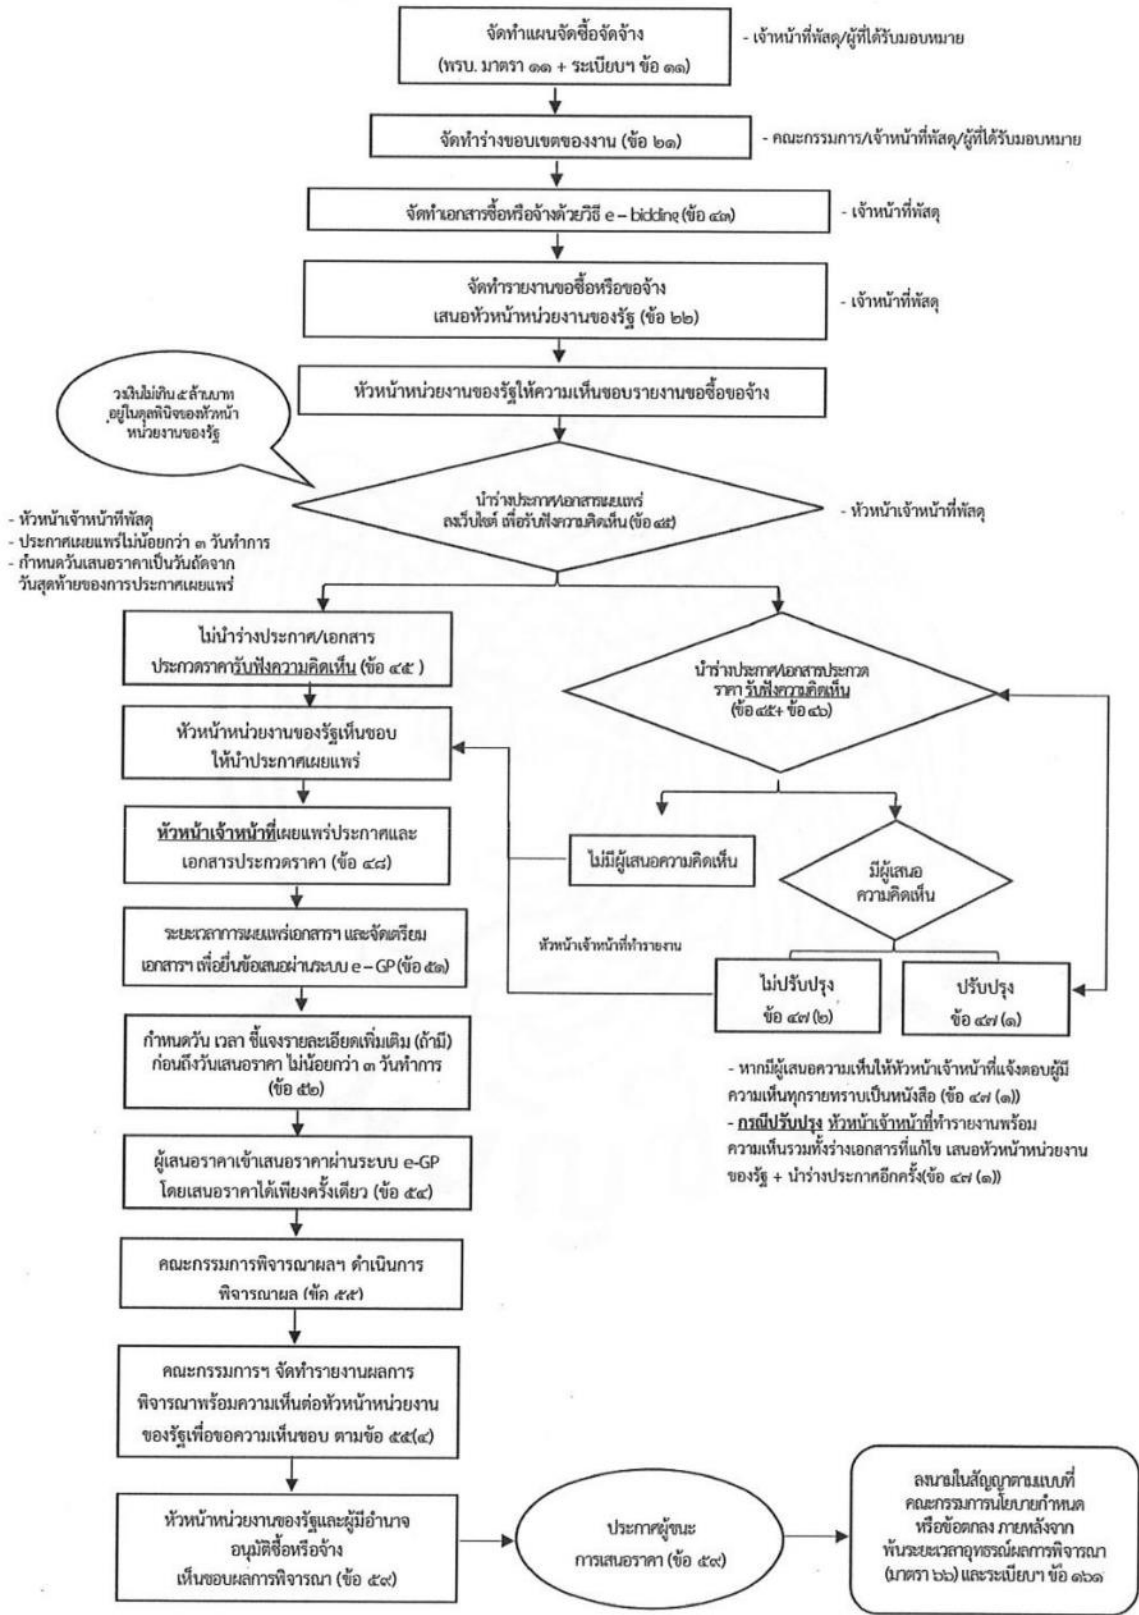 จัดทำแผนจัดซื้อจัดจ้าง
(พรบ. มาตรา ๑๑ + ระเบียบฯ ข้อ ๑๑)
- เจ้าหน้าที่พัสดุ/ผู้ที่ได้รับมอบหมาย
จัดทำร่างขอบเขตของงาน (ข้อ ๒๑)
- คณะกรรมการ/เจ้าหน้าที่พัสดุ/ผู้ที่ได้รับมอบหมาย
จัดทำเอกสารซื้อหรือจ้างด้วยวิธี e – bidding (ข้อ ๔๓)
- เจ้าหน้าที่พัสดุ
จัดทำรายงานขอซื้อหรือขอจ้าง
เสนอหัวหน้าหน่วยงานของรัฐ (ข้อ ๒๒)
- เจ้าหน้าที่พัสดุ
หัวหน้าหน่วยงานของรัฐให้ความเห็นชอบรายงานขอซื้อขอจ้าง
วงเงินไม่เกิน ๕ ล้านบาท
อยู่ในดุลพินิจของหัวหน้า
หน่วยงานของรัฐ
นำร่างประกาศ/เอกสารเผยแพร่
ลงเว็บไซต์ เพื่อรับฟังความคิดเห็น (ข้อ ๔๕)
- หัวหน้าเจ้าหน้าที่พัสดุ
- หัวหน้าเจ้าหน้าที่พัสดุ
- ประกาศเผยแพร่ไม่น้อยกว่า ๓ วันทำการ
- กำหนดวันเสนอราคาเป็นวันถัดจาก
วันสุดท้ายของการประกาศเผยแพร่
ไม่นำร่างประกาศ/เอกสาร
ประกวดราคารับฟังความคิดเห็น (ข้อ ๔๕ )
นำร่างประกาศ/เอกสารประกวด
ราคา รับฟังความคิดเห็น
(ข้อ ๔๕+ ข้อ ๔๖)
หัวหน้าหน่วยงานของรัฐเห็นชอบ
ให้นำประกาศเผยแพร่
หัวหน้าเจ้าหน้าที่เผยแพร่ประกาศและ
เอกสารประกวดราคา (ข้อ ๔๘)
ไม่มีผู้เสนอความคิดเห็น
มีผู้เสนอ
ความคิดเห็น
ระยะเวลาการเผยแพร่เอกสารฯ และจัดเตรียม
เอกสารฯ เพื่อยื่นข้อเสนอผ่านระบบ e – GP (ข้อ ๕๑)
หัวหน้าเจ้าหน้าที่ทำรายงาน
ไม่ปรับปรุง
ข้อ ๔๗ (๒)
ปรับปรุง
ข้อ ๔๗ (๑)
กำหนดวัน เวลา ชี้แจงรายละเอียดเพิ่มเติม (ถ้ามี)
ก่อนถึงวันเสนอราคา ไม่น้อยกว่า ๓ วันทำการ
(ข้อ ๕๒)
- หากมีผู้เสนอความเห็นให้หัวหน้าเจ้าหน้าที่แจ้งตอบผู้มี
ความเห็นทุกรายทราบเป็นหนังสือ (ข้อ ๔๗ (๑))
- กรณีปรับปรุง หัวหน้าเจ้าหน้าที่ทำรายงานพร้อม
ความเห็นรวมทั้งร่างเอกสารที่แก้ไข เสนอหัวหน้าหน่วยงาน
ของรัฐ + นำร่างประกาศอีกครั้ง(ข้อ ๔๗ (๑))
ผู้เสนอราคาเข้าเสนอราคาผ่านระบบ e-GP
โดยเสนอราคาได้เพียงครั้งเดียว (ข้อ ๕๔)
คณะกรรมการพิจารณาผลฯ ดำเนินการ
พิจารณาผล (ข้อ ๕๕)
คณะกรรมการฯ จัดทำรายงานผลการ
พิจารณาพร้อมความเห็นต่อหัวหน้าหน่วยงาน
ของรัฐเพื่อขอความเห็นชอบ ตามข้อ ๕๕(๔)
หัวหน้าหน่วยงานของรัฐและผู้มีอำนาจ
อนุมัติซื้อหรือจ้าง
เห็นชอบผลการพิจารณา (ข้อ ๕๙)
ประกาศผู้ชนะ
การเสนอราคา (ข้อ ๕๙)
ลงนามในสัญญาตามแบบที่
คณะกรรมการนโยบายกำหนด
หรือข้อตกลง ภายหลังจาก
พ้นระยะเวลาอุทธรณ์ผลการพิจารณา
(มาตรา ๖๖) และระเบียบฯ ข้อ ๑๖๑